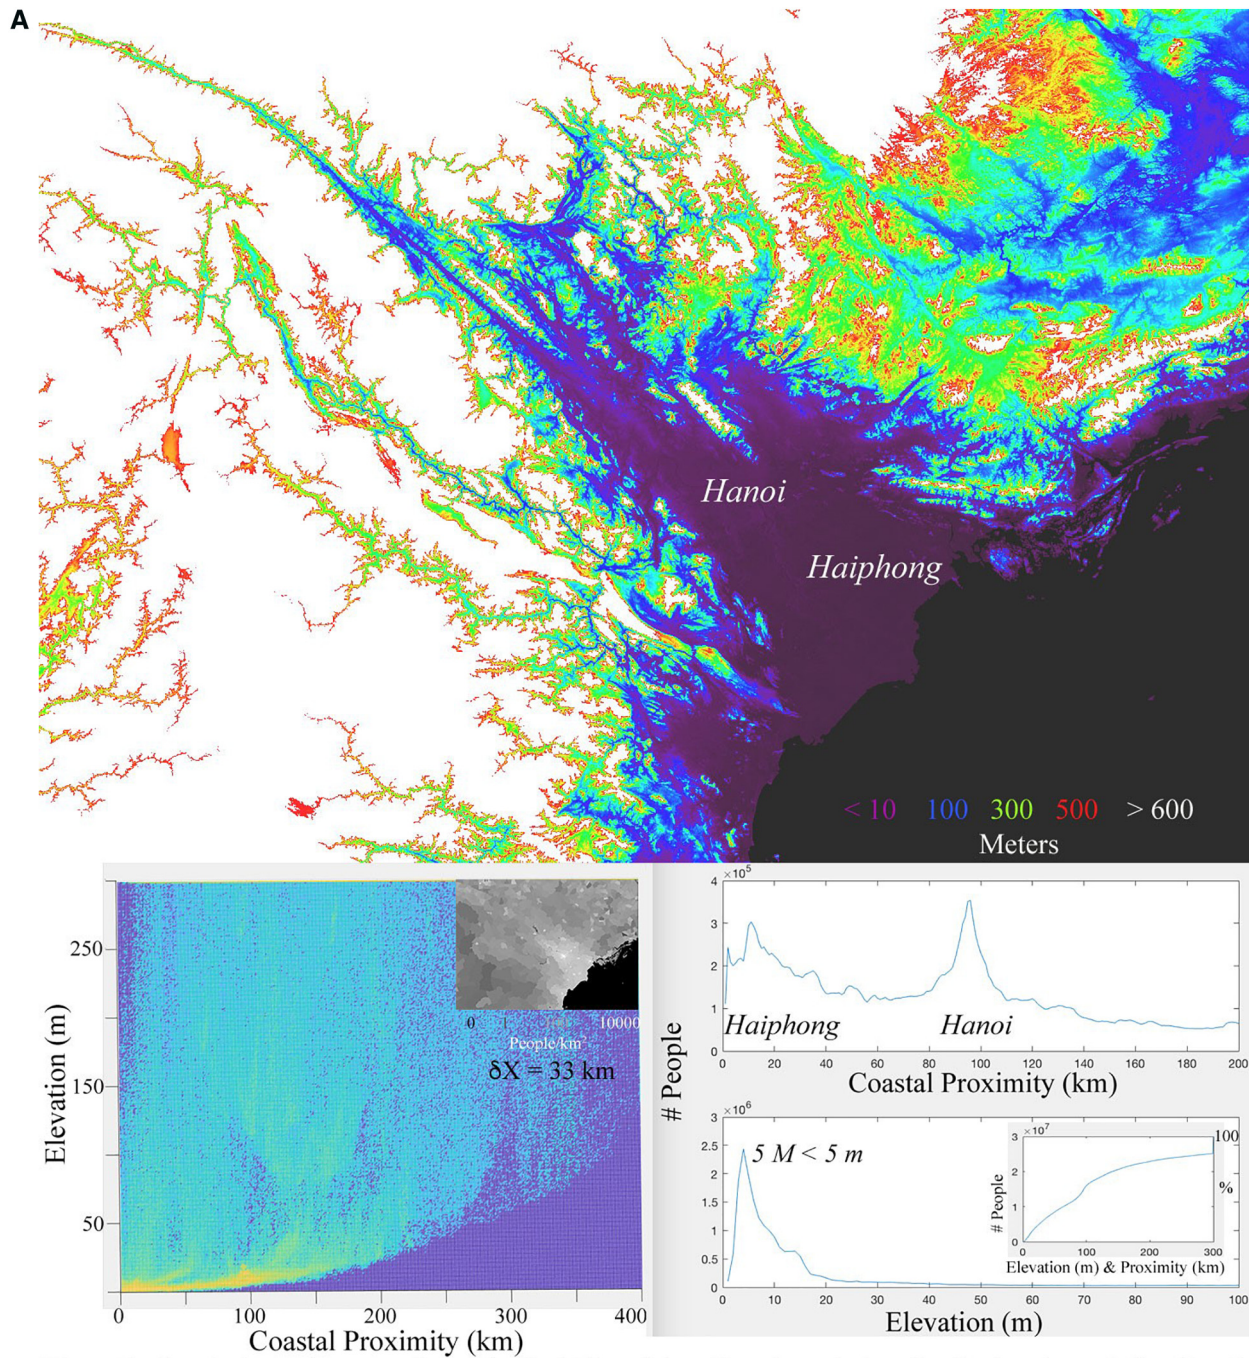 A
Hanoi
Haiphong
< 10 100 300 500 > 600
Meters
250
150
50
Elevation (m)
0 100 200 300 400
Coastal Proximity (km)
0 1 10000
People/km
δX = 33 km
# People
×10⁵
4
3
2
1
0
Haiphong
Hanoi
0 20 40 60 80 100 120 140 160 180 200
Coastal Proximity (km)
×10⁶
3
2.5
2
1.5
1
0.5
0
5 M < 5 m
0 10 20 30 40 50 60 70 80 90 100
Elevation (m)
×10⁷
3
2
1
0
# People
100
%
0 100 200 300
Elevation (m) & Proximity (km)